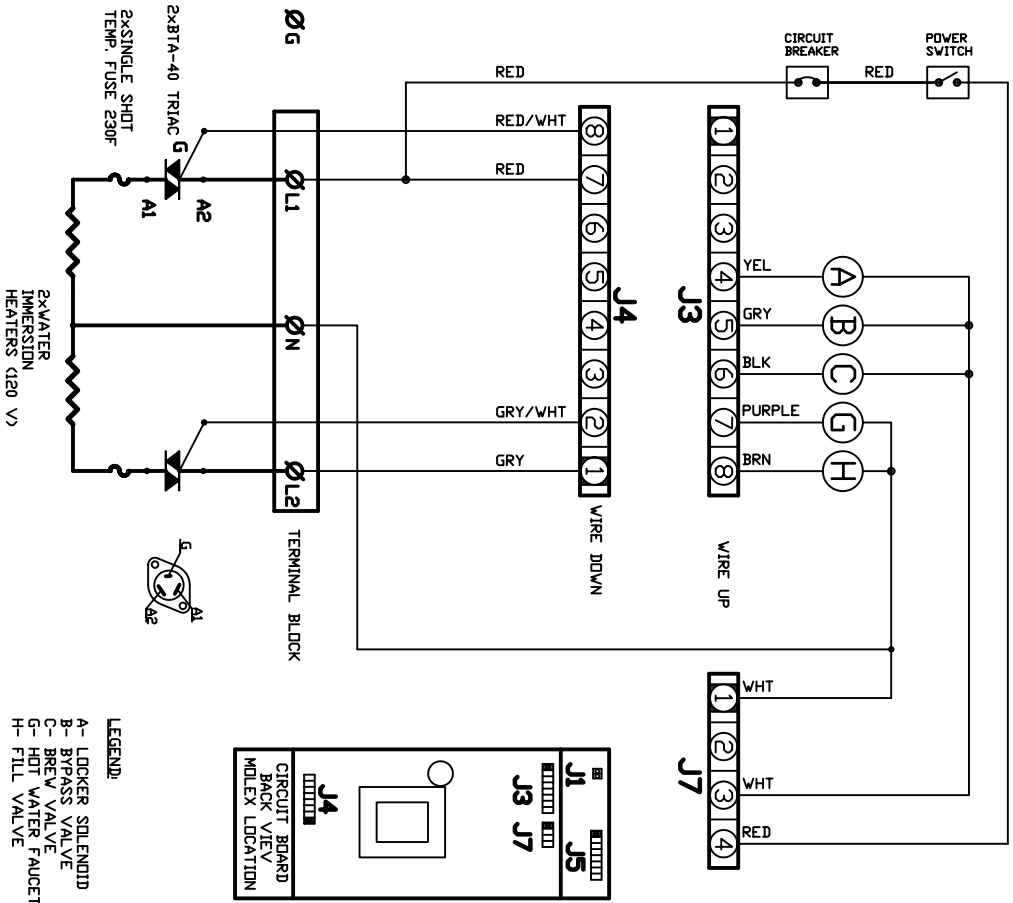 CIRCUIT
BREAKER
POWER
SWITCH
RED
RED
ØG
2xBTA-40 TRIAC
2xSINGLE SHOT
TEMP. FUSE 230F
RED/WHT
RED
8
7
6
5
4
3
2
1
J4
WIRE DOWN
GRY/WHT
GRY
1
2
3
4
5
6
7
8
J3
WIRE UP
YEL
GRY
BLK
PURPLE
BRN
A
B
C
G
H
G
A1
A2
L1
N
L2
TERMINAL BLOCK
2xWATER
IMMERSION
HEATERS (120 V)
G
A1
A2
WHT
WHT
RED
1
2
3
4
J7
CIRCUIT BOARD
BACK VIEV
MOLEX LOCATION
J1
J3
J7
J5
J4
LEGEND:
A- LOCKER SOLENOID
B- BYPASS VALVE
C- BREW VALVE
G- HOT WATER FAUCET
H- FILL VALVE